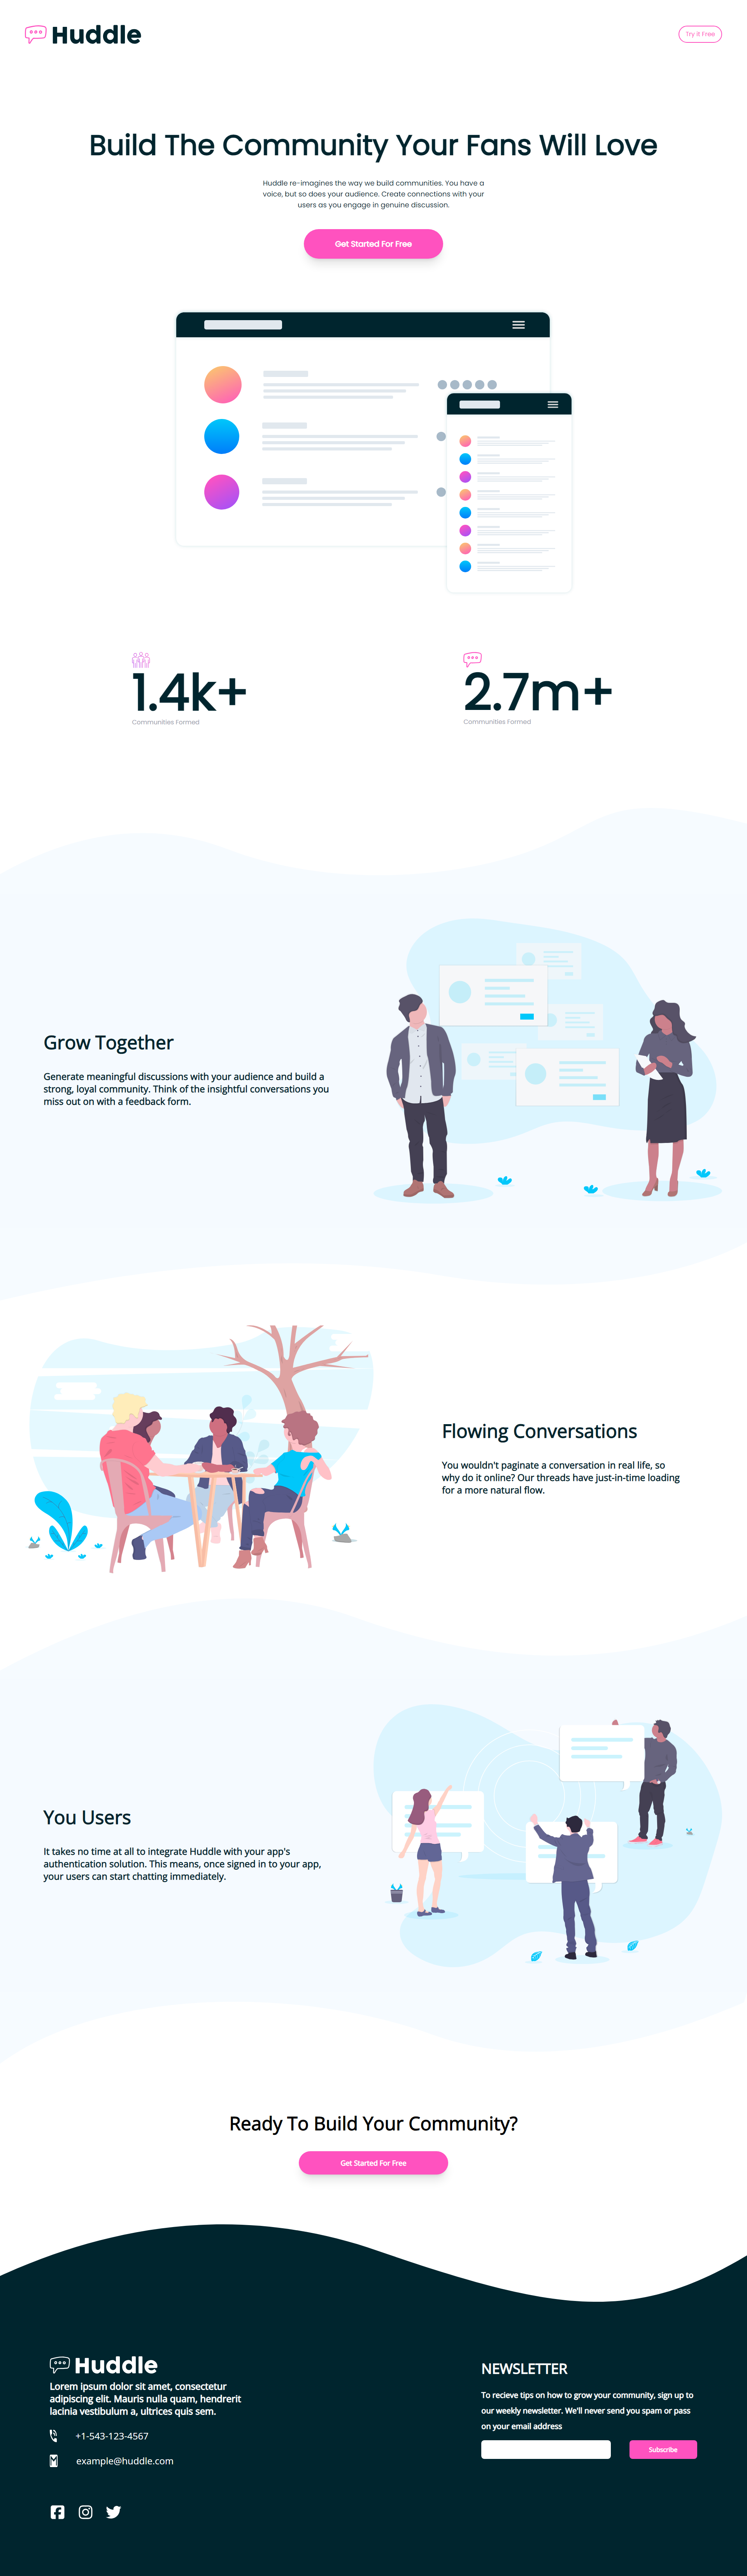 Huddle
Try it Free
Build The Community Your Fans Will Love
Huddle re-imagines the way we build communities. You have a
voice, but so does your audience. Create connections with your
users as you engage in genuine discussion.
Get Started For Free
1.4k+
Communities Formed
2.7m+
Communities Formed
Grow Together
Generate meaningful discussions with your audience and build a
strong, loyal community. Think of the insightful conversations you
miss out on with a feedback form.
Flowing Conversations
You wouldn't paginate a conversation in real life, so
why do it online? Our threads have just-in-time loading
for a more natural flow.
You Users
It takes no time at all to integrate Huddle with your app's
authentication solution. This means, once signed in to your app,
your users can start chatting immediately.
Ready To Build Your Community?
Get Started For Free
Huddle
Lorem ipsum dolor sit amet, consectetur
adipiscing elit. Mauris nulla quam, hendrerit
lacinia vestibulum a, ultrices quis sem.
+1-543-123-4567
example@huddle.com
NEWSLETTER
To recieve tips on how to grow your community, sign up to
our weekly newsletter. We'll never send you spam or pass
on your email address
Subscribe